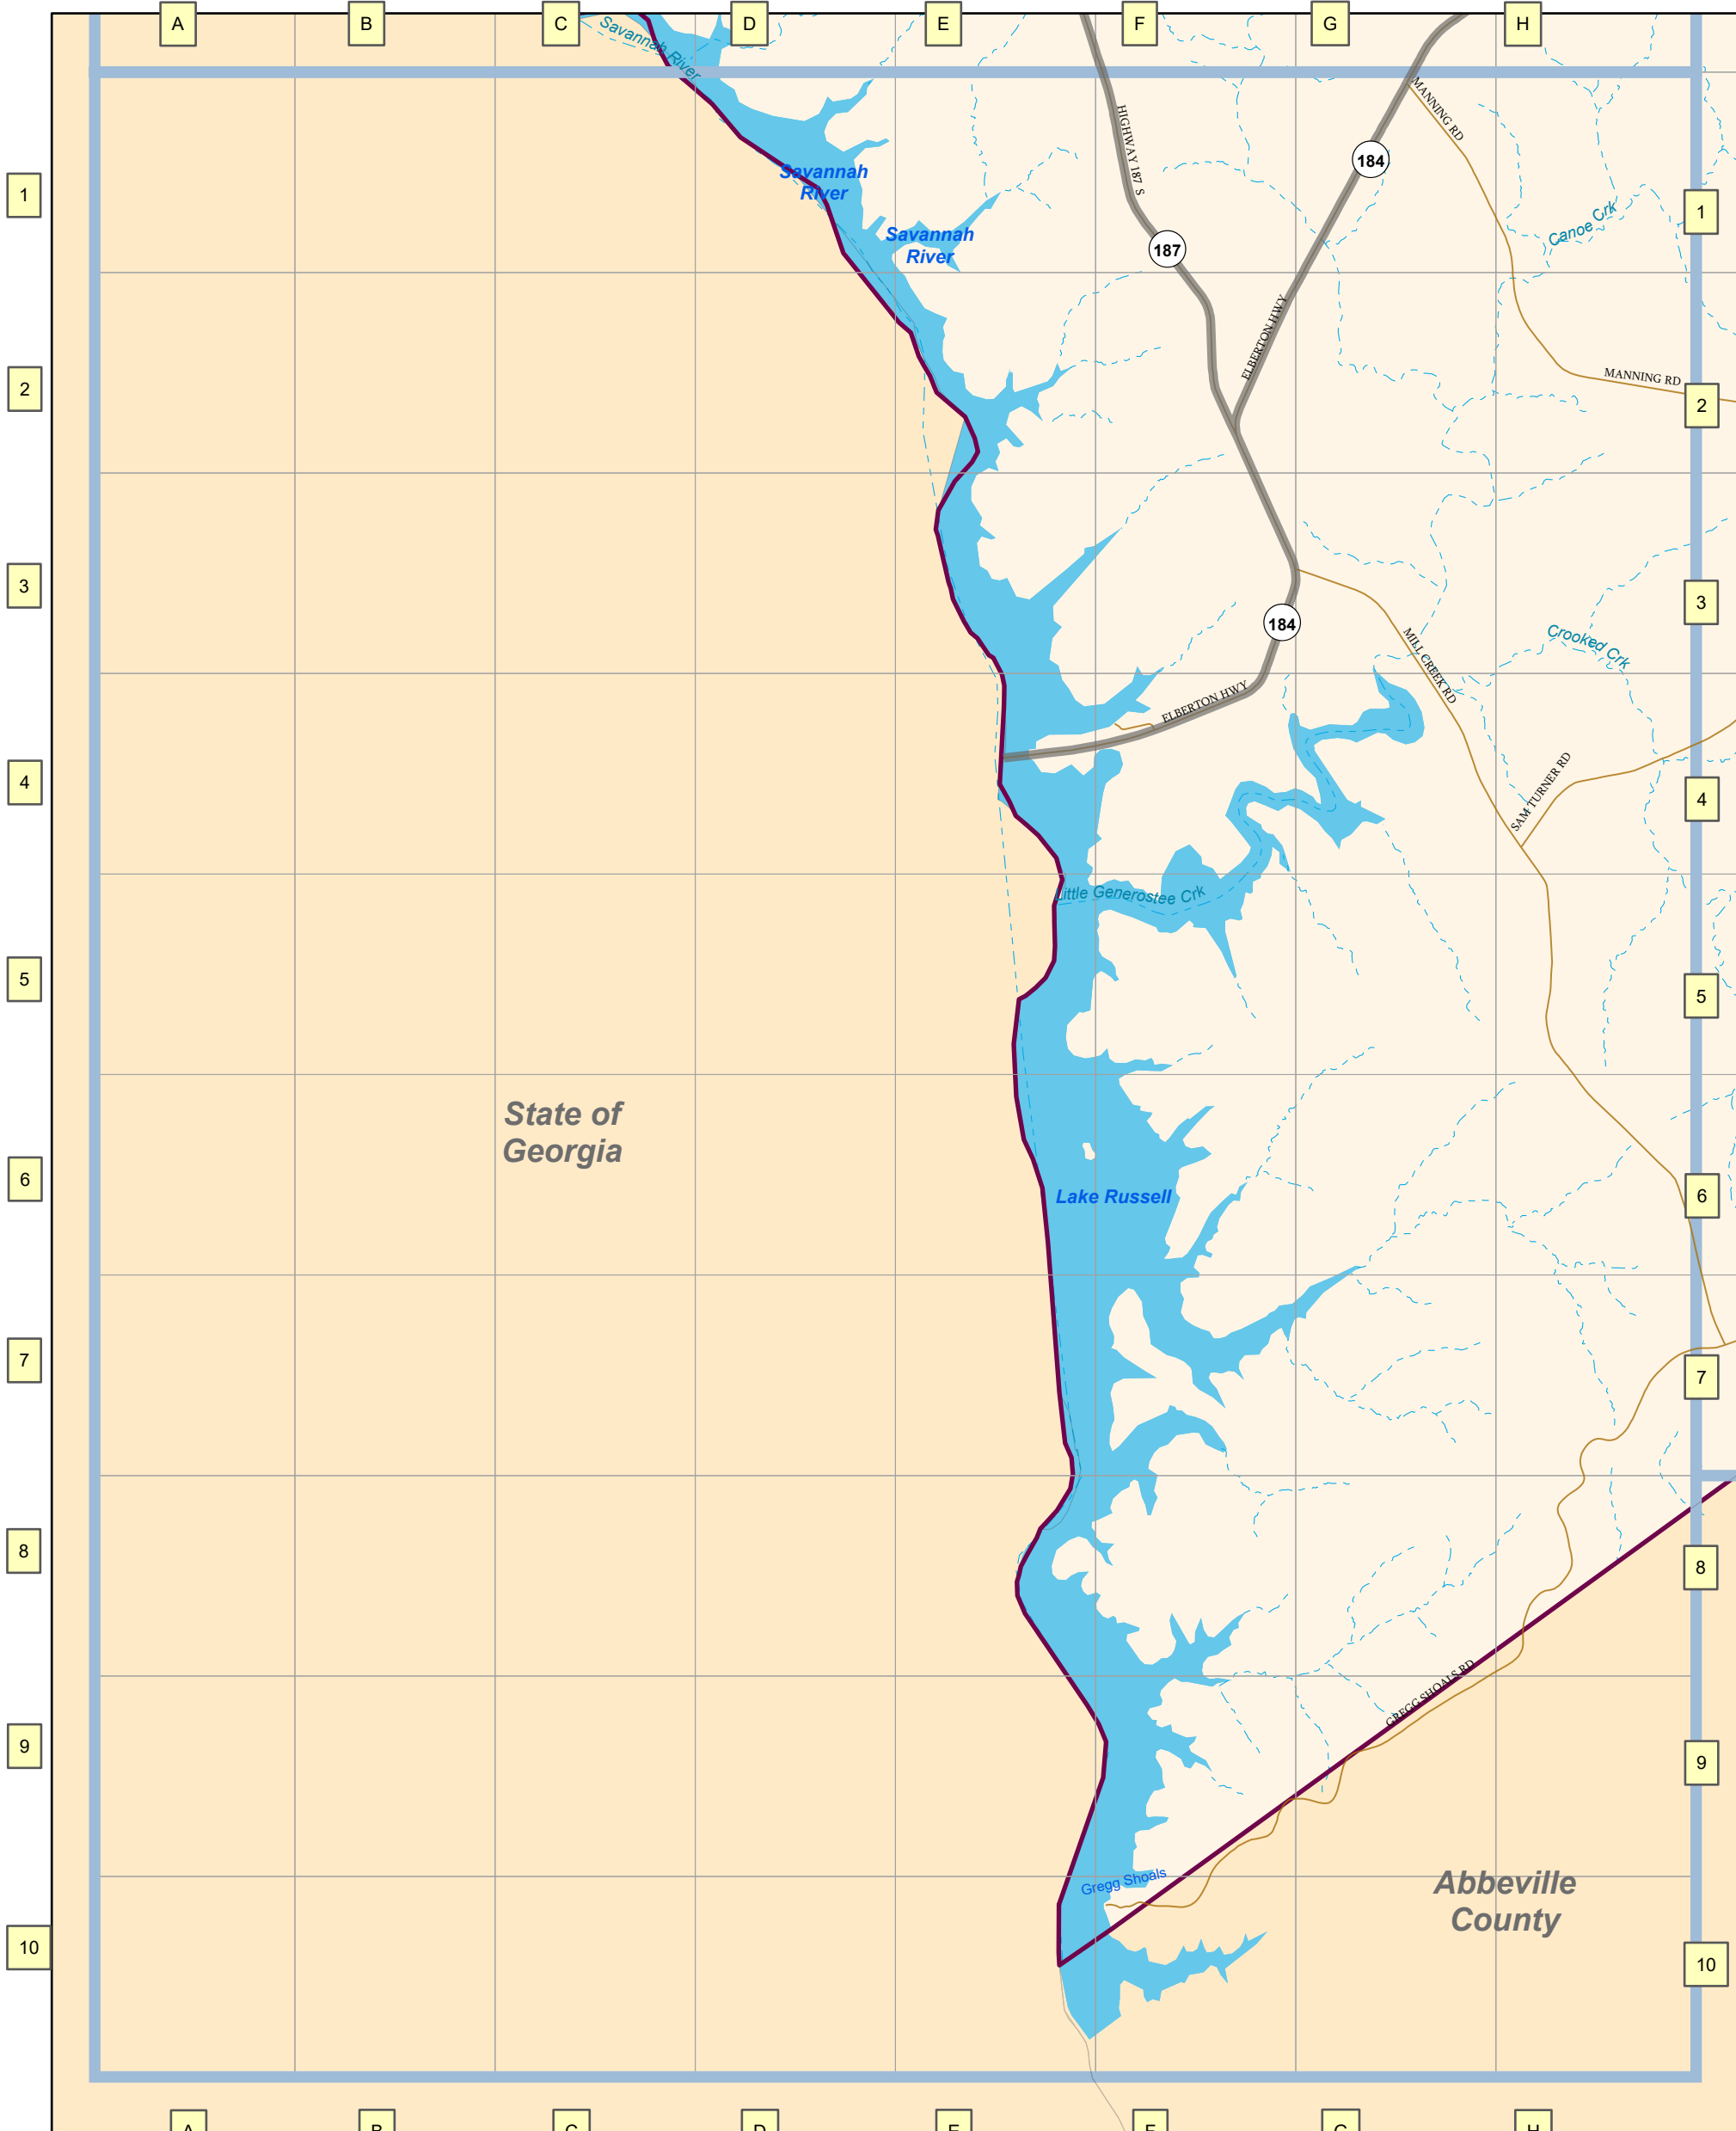 A B C D E F G H
Savannah River
MANNING RD
HIGHWAY 187 S
184
1
Savannah
River
1
Canoe Crk
Savannah
River
187
ELBERTON HWY
2
MANNING RD
2
3
3
184
Crooked Crk
MILL CREEK RD
ELBERTON HWY
4
SAM TURNER RD
4
Little Generostee Crk
5
5
State of
Georgia
6
Lake Russell
6
7
7
8
8
GREGG SHOALS RD
9
9
Gregg Shoals
Abbeville
County
10
10
A B C D E F G H